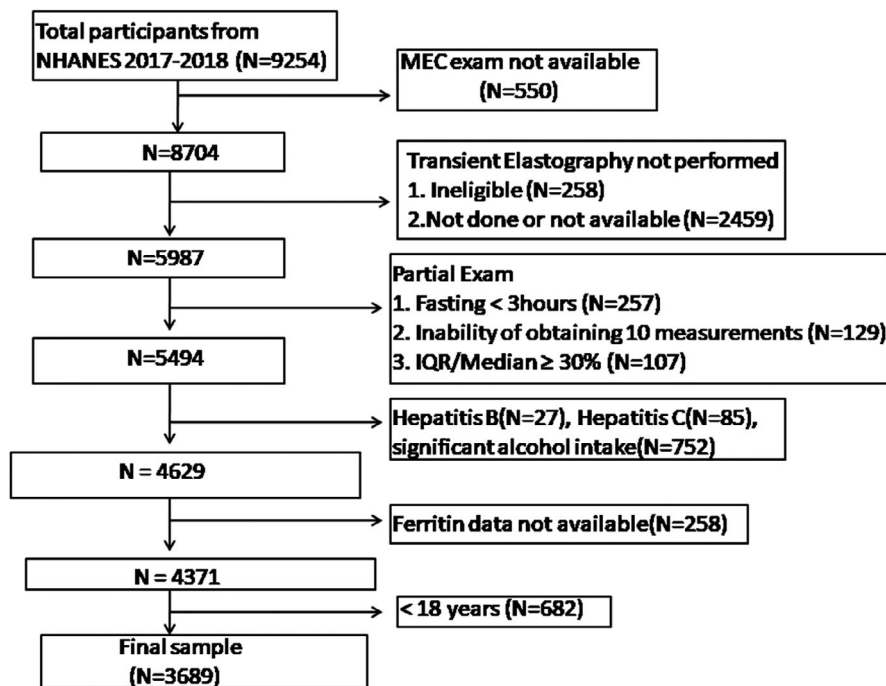 Total participants from
NHANES 2017-2018 (N=9254)
MEC exam not available
(N=550)
N=8704
Transient Elastography not performed
1. Ineligible (N=258)
2.Not done or not available (N=2459)
N=5987
Partial Exam
1. Fasting < 3hours (N=257)
2. Inability of obtaining 10 measurements (N=129)
3. IQR/Median ≥ 30% (N=107)
N=5494
Hepatitis B(N=27), Hepatitis C(N=85),
significant alcohol intake(N=752)
N = 4629
Ferritin data not available(N=258)
N = 4371
< 18 years (N=682)
Final sample
(N=3689)